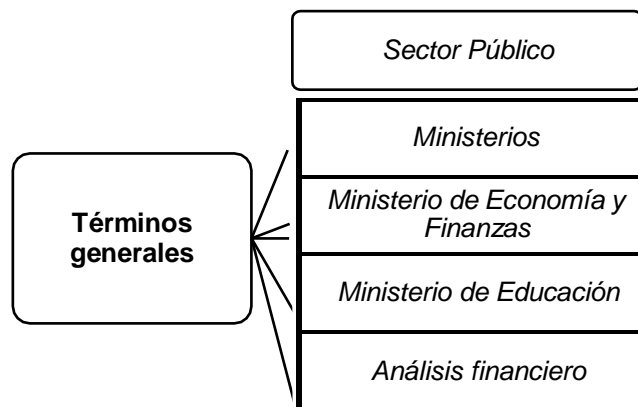 Sector Público
Ministerios
Términos
generales
Ministerio de Economía y
Finanzas
Ministerio de Educación
Análisis financiero